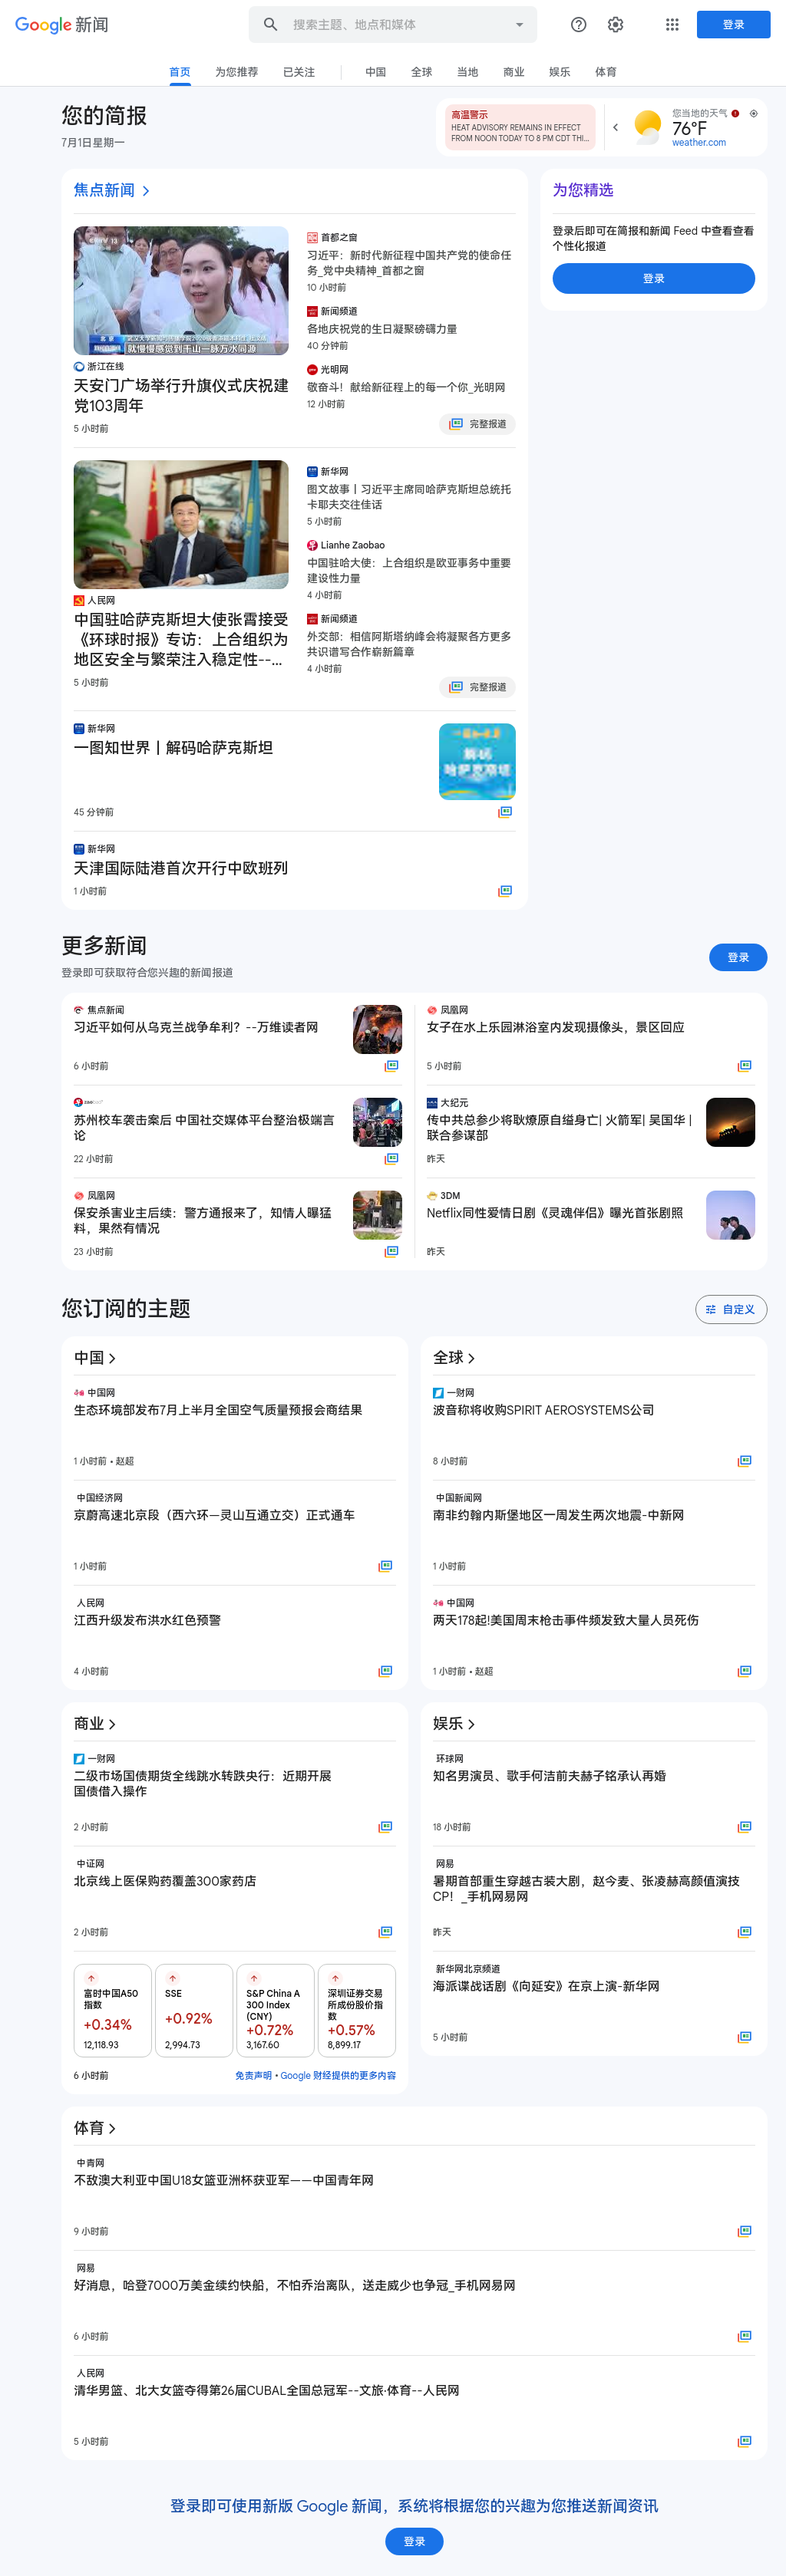 Google 新闻
搜索主题、地点和媒体
登录
首页 为您推荐 已关注 中国 全球 当地 商业 娱乐 体育
您的简报
7月1日星期一
高温警示
HEAT ADVISORY REMAINS IN EFFECT
FROM NOON TODAY TO 8 PM CDT THI...
您当地的天气
76°F
weather.com
焦点新闻
浙江在线
天安门广场举行升旗仪式庆祝建
党103周年
5 小时前
首都之窗
习近平：新时代新征程中国共产党的使命任
务_党中央精神_首都之窗
10 小时前
新闻频道
各地庆祝党的生日凝聚磅礴力量
40 分钟前
光明网
敬奋斗！献给新征程上的每一个你_光明网
12 小时前
完整报道
为您精选
登录后即可在简报和新闻 Feed 中查看查看
个性化报道
登录
人民网
中国驻哈萨克斯坦大使张霄接受
《环球时报》专访：上合组织为
地区安全与繁荣注入稳定性--...
5 小时前
新华网
图文故事丨习近平主席同哈萨克斯坦总统托
卡耶夫交往佳话
5 小时前
Lianhe Zaobao
中国驻哈大使：上合组织是欧亚事务中重要
建设性力量
4 小时前
新闻频道
外交部：相信阿斯塔纳峰会将凝聚各方更多
共识谱写合作崭新篇章
4 小时前
完整报道
新华网
一图知世界丨解码哈萨克斯坦
解码
哈萨克斯坦
45 分钟前
新华网
天津国际陆港首次开行中欧班列
1 小时前
更多新闻
登录即可获取符合您兴趣的新闻报道
登录
焦点新闻
习近平如何从乌克兰战争牟利？--万维读者网
6 小时前
凤凰网
女子在水上乐园淋浴室内发现摄像头，景区回应
5 小时前
苏州校车袭击案后 中国社交媒体平台整治极端言
论
22 小时前
大纪元
传中共总参少将耿燎原自缢身亡| 火箭军| 吴国华 |
联合参谋部
昨天
凤凰网
保安杀害业主后续：警方通报来了，知情人曝猛
料，果然有情况
23 小时前
3DM
Netflix同性爱情日剧《灵魂伴侣》曝光首张剧照
昨天
您订阅的主题
自定义
中国
中国网
生态环境部发布7月上半月全国空气质量预报会商结果
1 小时前 • 赵超
中国经济网
京蔚高速北京段（西六环—灵山互通立交）正式通车
1 小时前
人民网
江西升级发布洪水红色预警
4 小时前
全球
一财网
波音称将收购SPIRIT AEROSYSTEMS公司
8 小时前
中国新闻网
南非约翰内斯堡地区一周发生两次地震-中新网
1 小时前
中国网
两天178起!美国周末枪击事件频发致大量人员死伤
1 小时前 • 赵超
商业
一财网
二级市场国债期货全线跳水转跌央行：近期开展
国债借入操作
2 小时前
中证网
北京线上医保购药覆盖300家药店
2 小时前
富时中国A50
指数
+0.34%
12,118.93
SSE
+0.92%
2,994.73
S&P China A
300 Index
(CNY)
+0.72%
3,167.60
深圳证券交易
所成份股价指
数
+0.57%
8,899.17
6 小时前
免责声明 • Google 财经提供的更多内容
娱乐
环球网
知名男演员、歌手何洁前夫赫子铭承认再婚
18 小时前
网易
暑期首部重生穿越古装大剧，赵今麦、张凌赫高颜值演技
CP！_手机网易网
昨天
新华网北京频道
海派谍战话剧《向延安》在京上演-新华网
5 小时前
体育
中青网
不敌澳大利亚中国U18女篮亚洲杯获亚军——中国青年网
9 小时前
网易
好消息，哈登7000万美金续约快船，不怕乔治离队，送走威少也争冠_手机网易网
6 小时前
人民网
清华男篮、北大女篮夺得第26届CUBAL全国总冠军--文旅·体育--人民网
5 小时前
登录即可使用新版 Google 新闻，系统将根据您的兴趣为您推送新闻资讯
登录